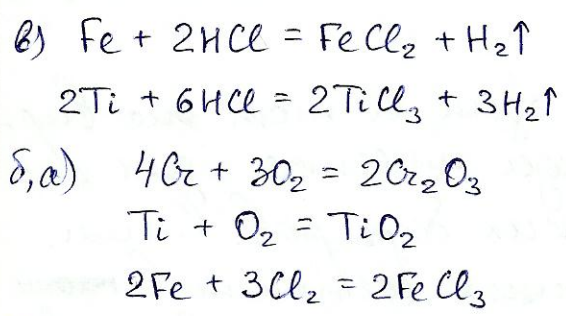 в) Fe + 2HCl = FeCl₂ + H₂↑
2Ti + 6HCl = 2TiCl₃ + 3H₂↑
б,а) 4Cr + 3O₂ = 2Cr₂O₃
Ti + O₂ = TiO₂
2Fe + 3Cl₂ = 2FeCl₃